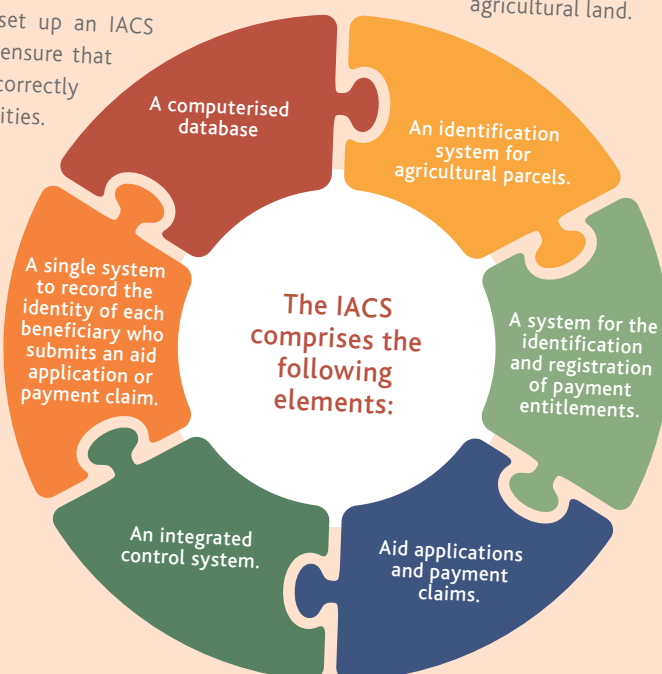 set up an IACS
ensure that
correctly
ities.
agricultural land.
A computerised
database
An identification
system for
agricultural parcels.
A system for the
identification
and registration
of payment
entitlements.
Aid applications
and payment
claims.
An integrated
control system.
A single system
to record the
identity of each
beneficiary who
submits an aid
application or
payment claim.
The IACS
comprises the
following
elements: